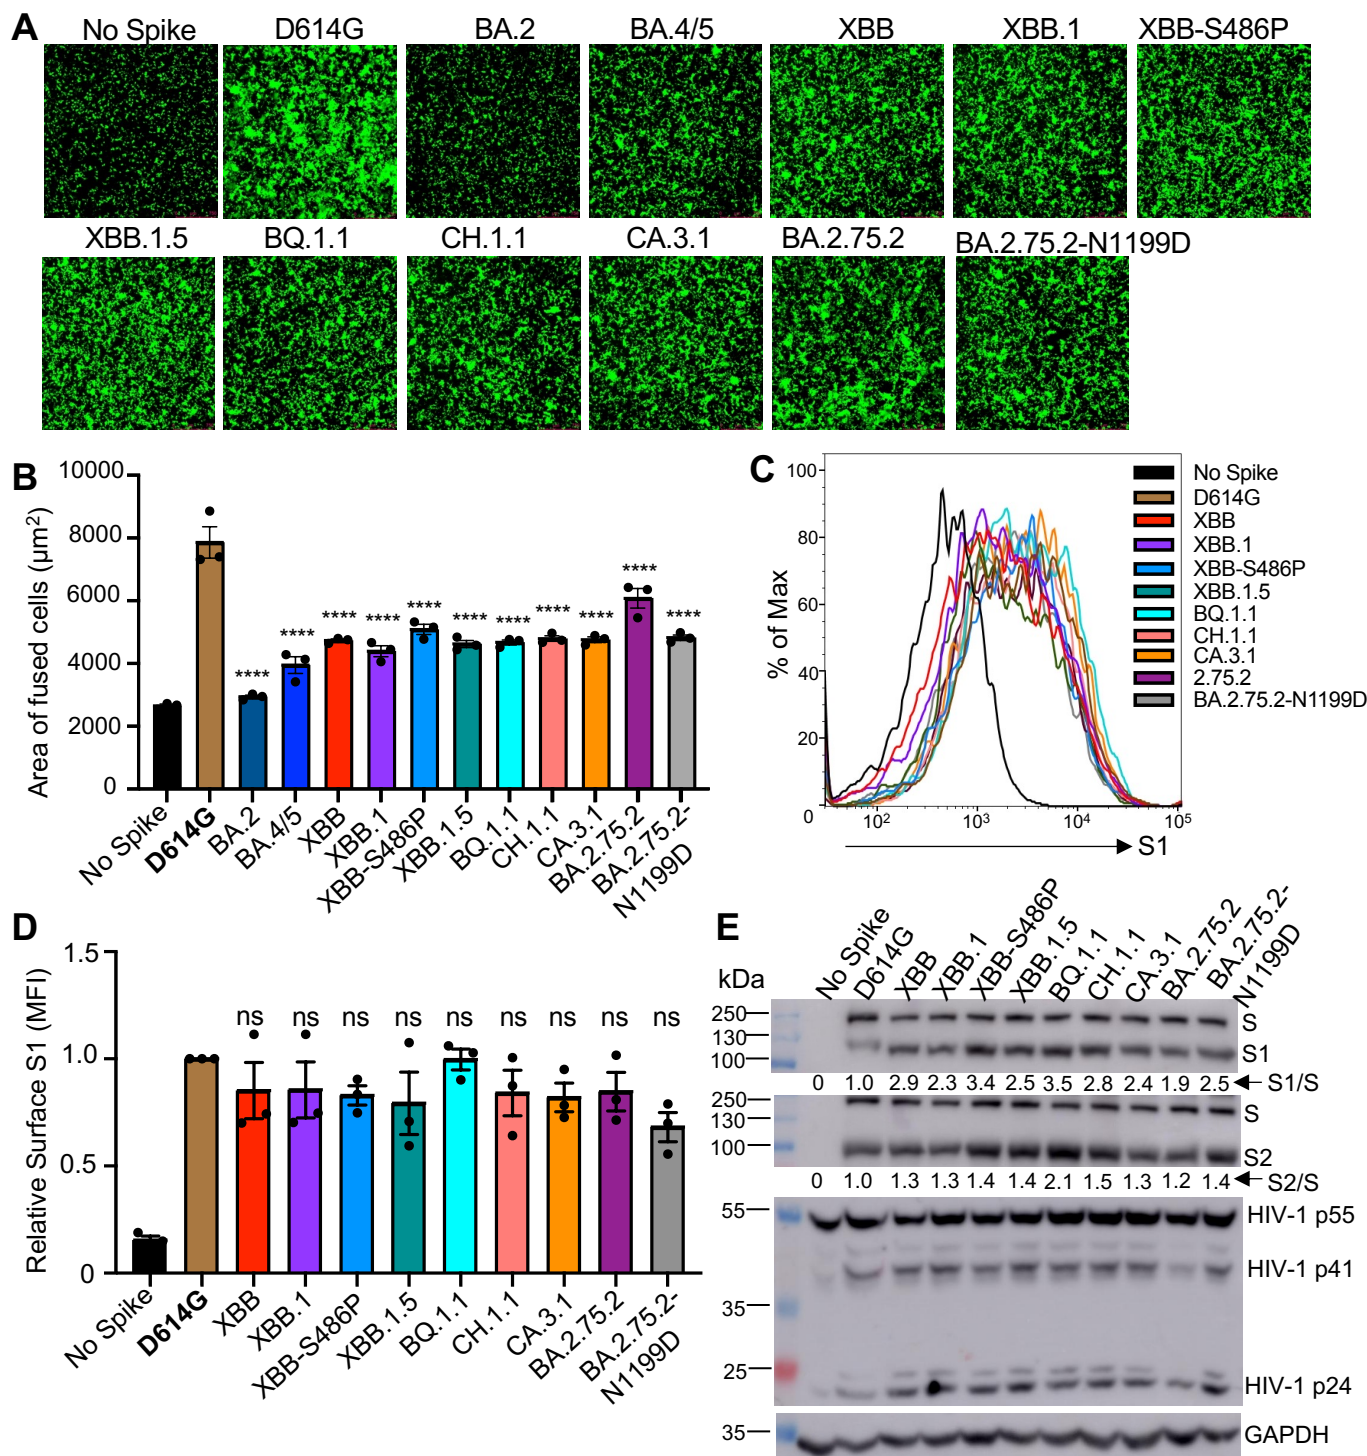 A
No Spike D614G BA.2 BA.4/5 XBB XBB.1 XBB-S486P
XBB.1.5 BQ.1.1 CH.1.1 CA.3.1 BA.2.75.2 BA.2.75.2-N1199D
B
Area of fused cells (µm²)
10000
8000
6000
4000
2000
0
**** **** **** **** **** **** **** **** **** **** ****
No Spike D614G BA.2 BA.4/5 XBB XBB.1 XBB-S486P XBB.1.5 BQ.1.1 CH.1.1 CA.3.1 BA.2.75.2 BA.2.75.2-
N1199D
C
% of Max
100
80
60
40
20
0
0 10² 10³ 10⁴ 10⁵
S1
No Spike
D614G
XBB
XBB.1
XBB-S486P
XBB.1.5
BQ.1.1
CH.1.1
CA.3.1
2.75.2
BA.2.75.2-N1199D
D
Relative Surface S1 (MFI)
1.5
1.0
0.5
0
ns ns ns ns ns ns ns ns ns
No Spike D614G XBB XBB.1 XBB-S486P XBB.1.5 BQ.1.1 CH.1.1 CA.3.1 BA.2.75.2 BA.2.75.2-
N1199D
E
No Spike D614G XBB XBB.1 XBB-S486P XBB.1.5 BQ.1.1 CH.1.1 CA.3.1 BA.2.75.2 BA.2.75.2-
N1199D
kDa
250 S
130
100 S1
0 1.0 2.9 2.3 3.4 2.5 3.5 2.8 2.4 1.9 2.5 S1/S
250 S
130
100 S2
0 1.0 1.3 1.3 1.4 1.4 2.1 1.5 1.3 1.2 1.4 S2/S
55 HIV-1 p55
HIV-1 p41
35
25
HIV-1 p24
35 GAPDH